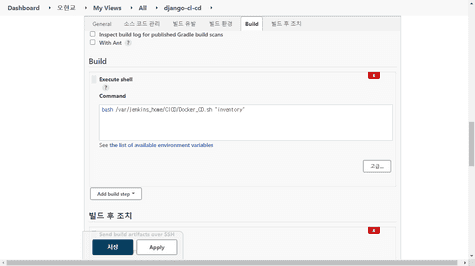 Dashboard > 오현교 > My Views > All > django-ci-cd >
General 소스 코드 관리 빌드 유발 빌드 환경 Build 빌드 후 조치
Inspect build log for published Gradle build scans
With Ant ?
Build
Execute shell
?
Command
bash /var/jenkins_home/CICD/Docker_CD.sh "inventory"
See the list of available environment variables
고급...
Add build step
빌드 후 조치
Send build artifacts over SSH
저장 Apply